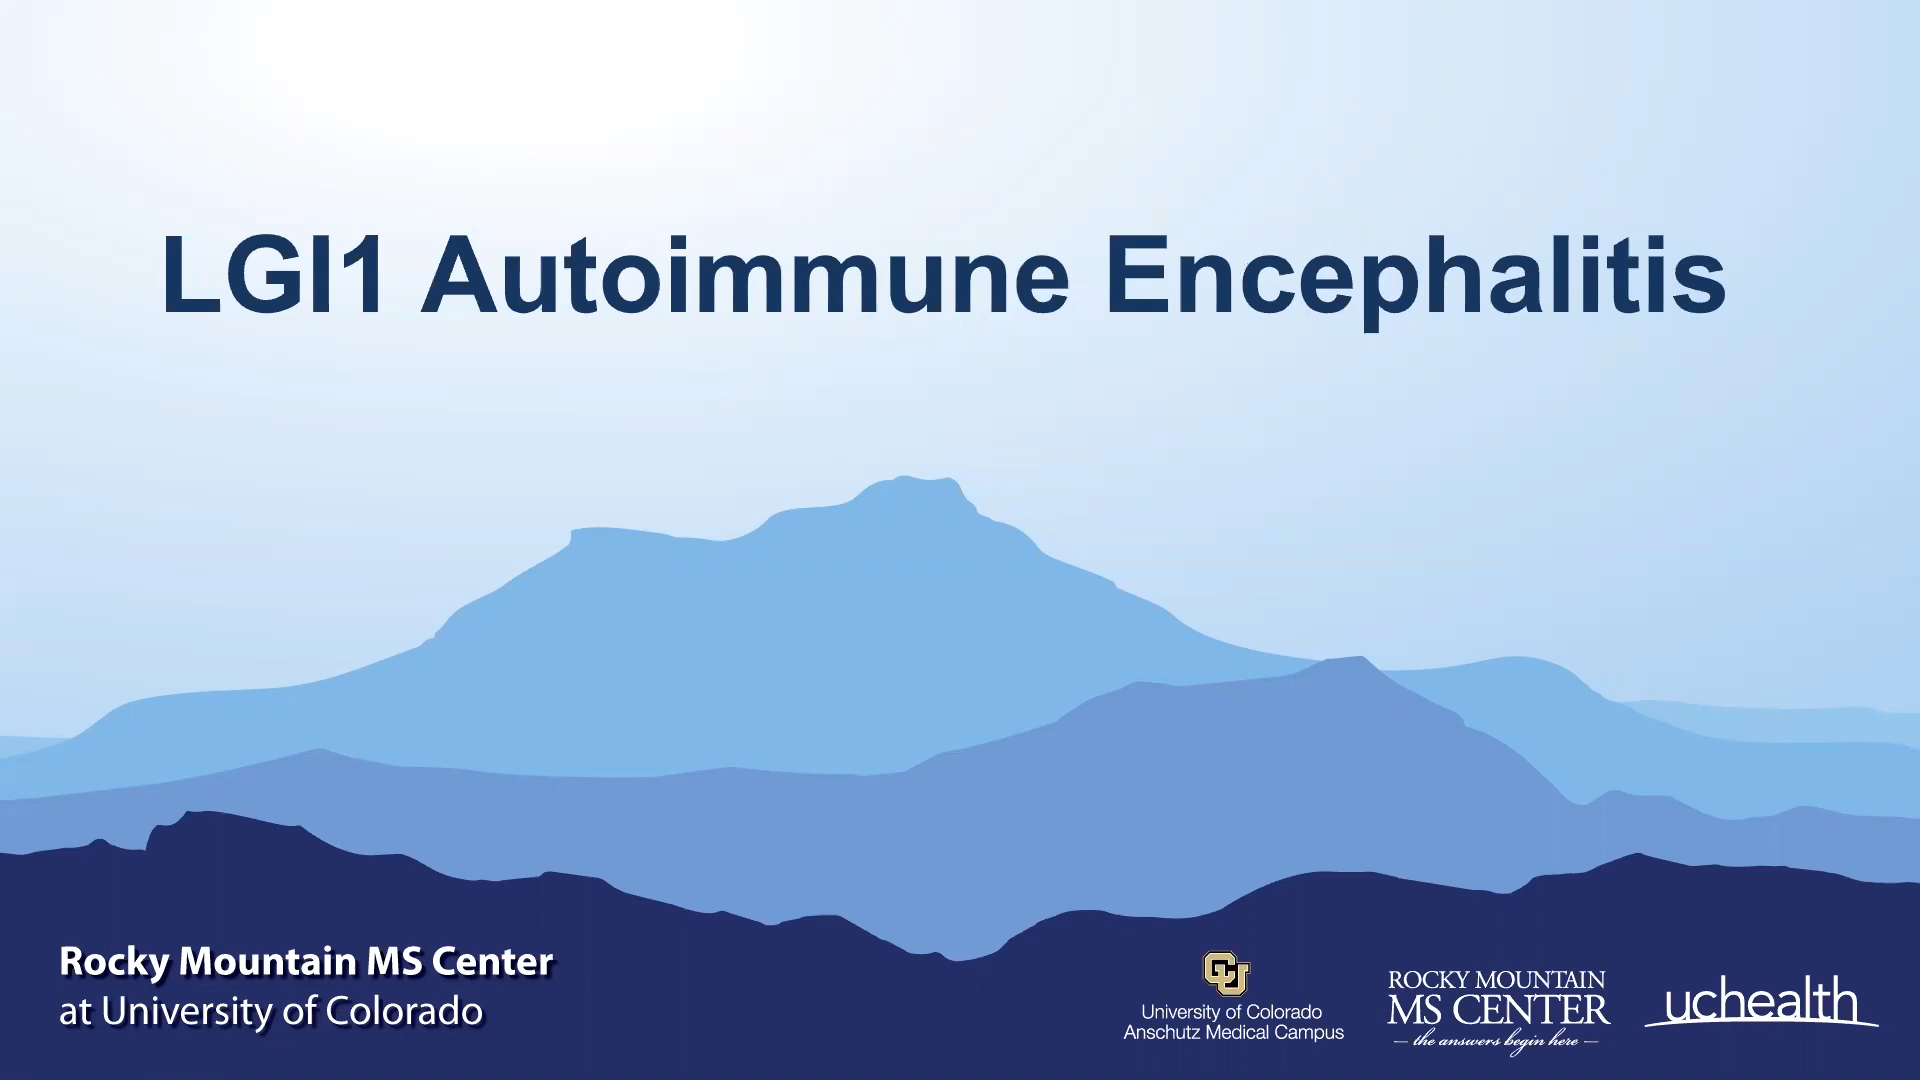 LGI1 Autoimmune Encephalitis
Rocky Mountain MS Center
at University of Colorado
CU
University of Colorado
Anschutz Medical Campus
ROCKY MOUNTAIN
MS CENTER
— the answers begin here —
uchealth